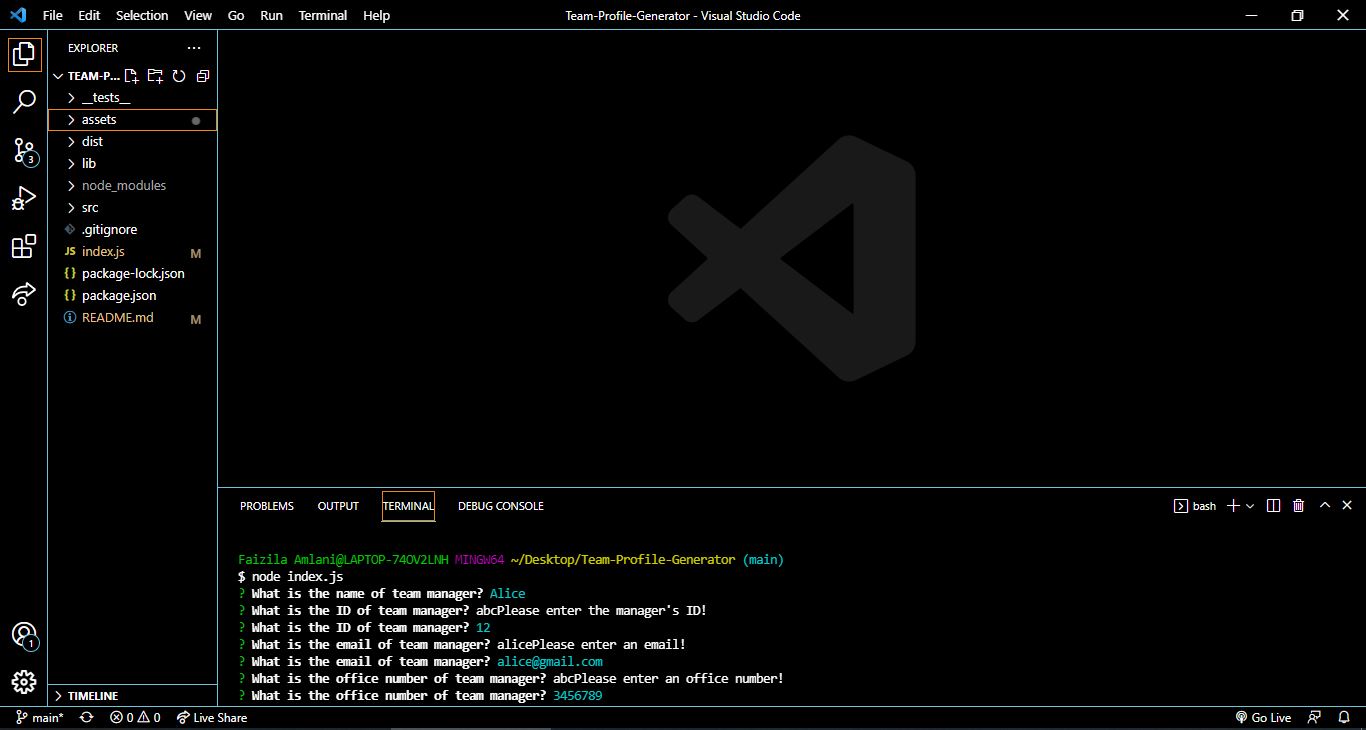 File Edit Selection View Go Run Terminal Help Team-Profile-Generator - Visual Studio Code
EXPLORER
TEAM-P...
__tests__
assets
dist
lib
node_modules
src
.gitignore
JS index.js M
{} package-lock.json
{} package.json
README.md M
3
1
TIMELINE
PROBLEMS OUTPUT TERMINAL DEBUG CONSOLE bash
Faizila Amlani@LAPTOP-74OV2LNH MINGW64 ~/Desktop/Team-Profile-Generator (main)
$ node index.js
? What is the name of team manager? Alice
? What is the ID of team manager? abcPlease enter the manager's ID!
? What is the ID of team manager? 12
? What is the email of team manager? alicePlease enter an email!
? What is the email of team manager? alice@gmail.com
? What is the office number of team manager? abcPlease enter an office number!
? What is the office number of team manager? 3456789
main* 0 0 Live Share Go Live